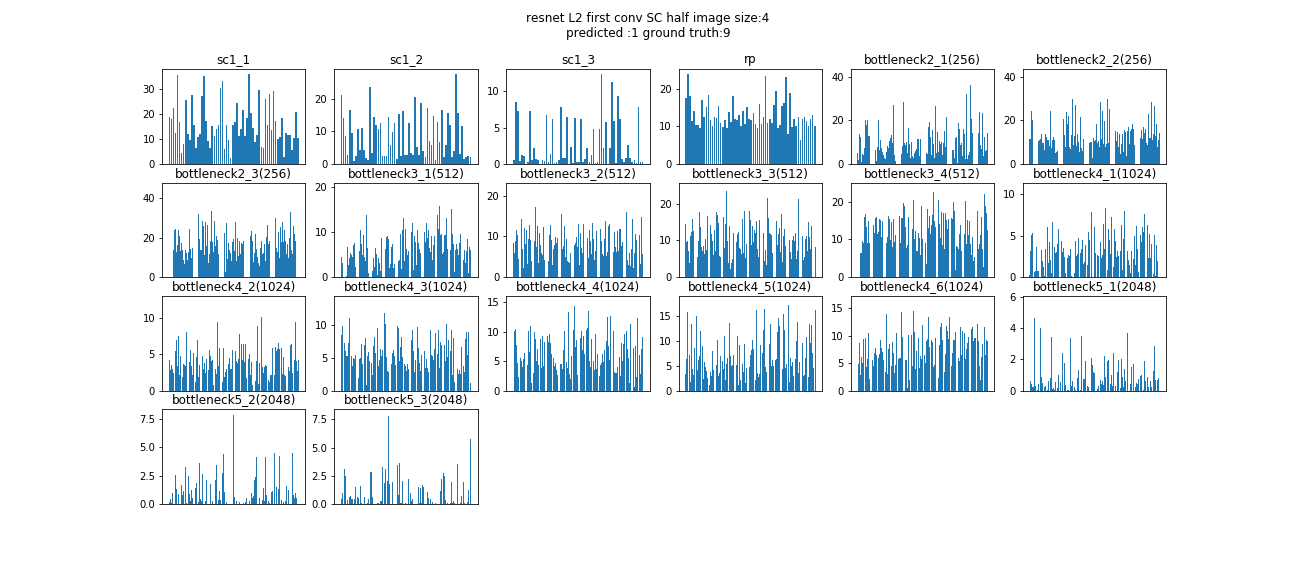 resnet L2 first conv SC half image size:4
predicted :1 ground truth:9
sc1_1 sc1_2 sc1_3 rp bottleneck2_1(256) bottleneck2_2(256)
30 20 10 0
20 10 0
10 5 0
20 10 0
40 20 0
40 20 0
bottleneck2_3(256) bottleneck3_1(512) bottleneck3_2(512) bottleneck3_3(512) bottleneck3_4(512) bottleneck4_1(1024)
40 20 0
20 10 0
20 10 0
20 10 0
20 10 0
10 5 0
bottleneck4_2(1024) bottleneck4_3(1024) bottleneck4_4(1024) bottleneck4_5(1024) bottleneck4_6(1024) bottleneck5_1(2048)
10 5 0
10 5 0
15 10 5 0
15 10 5 0
15 10 5 0
6 4 2 0
bottleneck5_2(2048) bottleneck5_3(2048)
7.5 5.0 2.5 0.0
7.5 5.0 2.5 0.0